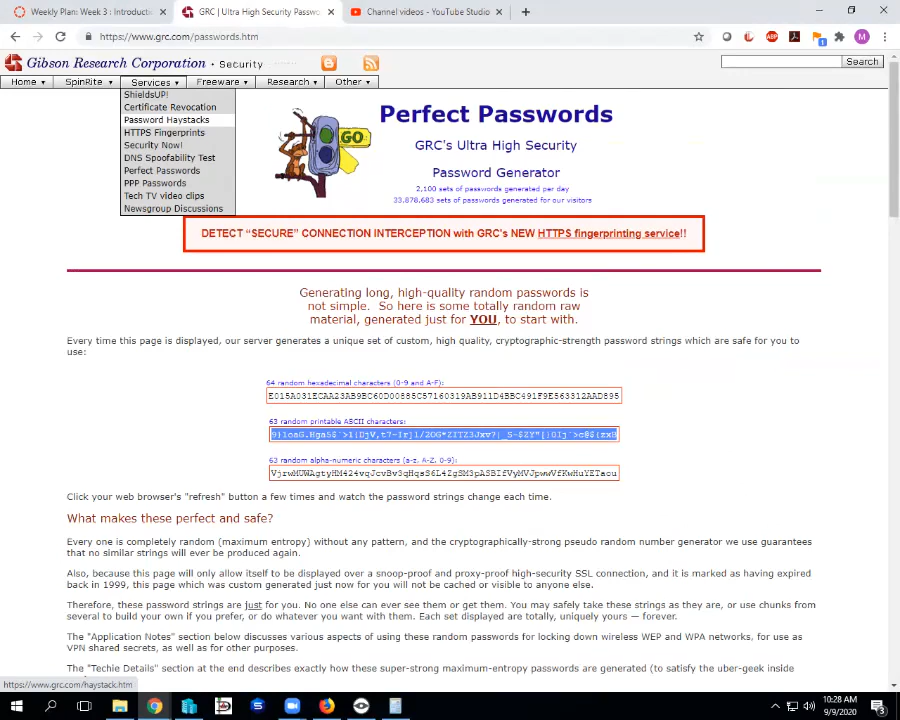 Weekly Plan: Week 3 : Introducti
GRC | Ultra High Security Passwo
Channel videos - YouTube Studio
https://www.grc.com/passwords.htm
ABP
1
M
Gibson Research Corporation • Security
Search
Home
SpinRite
Services
Freeware
Research
Other
ShieldsUP!
Certificate Revocation
Password Haystacks
HTTPS Fingerprints
Security Now!
DNS Spoofability Test
Perfect Passwords
PPP Passwords
Tech TV video clips
Newsgroup Discussions
GO
Perfect Passwords
GRC's Ultra High Security
Password Generator
2,100 sets of passwords generated per day
33,878,683 sets of passwords generated for our visitors
DETECT “SECURE” CONNECTION INTERCEPTION with GRC's NEW HTTPS fingerprinting service!!
Generating long, high-quality random passwords is
not simple. So here is some totally random raw
material, generated just for YOU, to start with.
Every time this page is displayed, our server generates a unique set of custom, high quality, cryptographic-strength password strings which are safe for you to
use:
64 random hexadecimal characters (0-9 and A-F):
E015A031ECAA23AB9BC60D00885C57160319AB911D4BBC491F9E563312AAD895
63 random printable ASCII characters:
63 random alpha-numeric characters (a-z, A-Z, 0-9):
Click your web browser's "refresh" button a few times and watch the password strings change each time.
What makes these perfect and safe?
Every one is completely random (maximum entropy) without any pattern, and the cryptographically-strong pseudo random number generator we use guarantees
that no similar strings will ever be produced again.
Also, because this page will only allow itself to be displayed over a snoop-proof and proxy-proof high-security SSL connection, and it is marked as having expired
back in 1999, this page which was custom generated just now for you will not be cached or visible to anyone else.
Therefore, these password strings are just for you. No one else can ever see them or get them. You may safely take these strings as they are, or use chunks from
several to build your own if you prefer, or do whatever you want with them. Each set displayed are totally, uniquely yours — forever.
The "Application Notes" section below discusses various aspects of using these random passwords for locking down wireless WEP and WPA networks, for use as
VPN shared secrets, as well as for other purposes.
The "Techie Details" section at the end describes exactly how these super-strong maximum-entropy passwords are generated (to satisfy the uber-geek inside
https://www.grc.com/haystack.htm
10:28 AM
9/9/2020
3